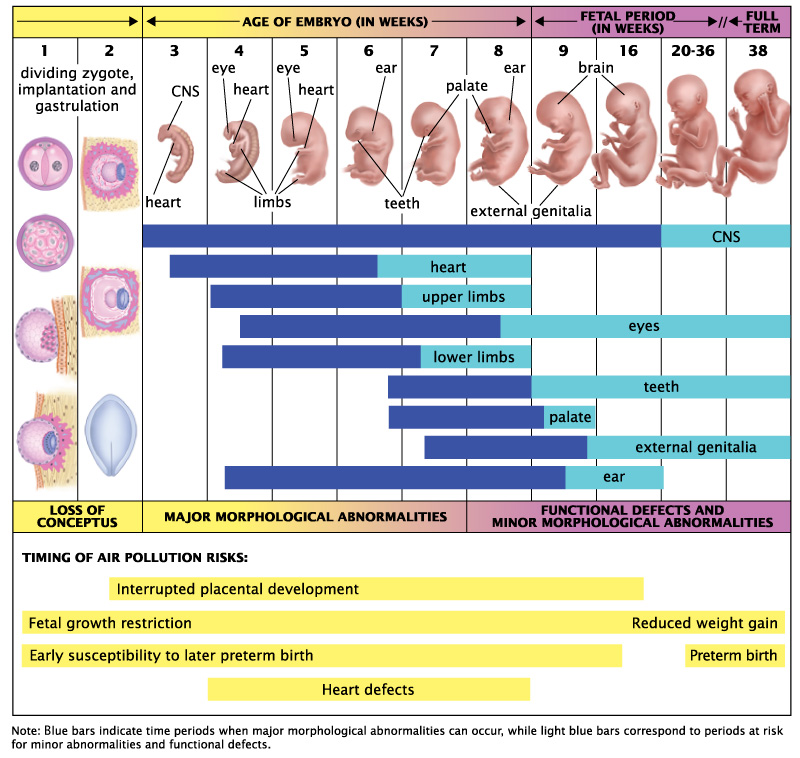 AGE OF EMBRYO (IN WEEKS)
FETAL PERIOD
(IN WEEKS)
//
FULL
TERM
1
2
3
4
5
6
7
8
9
16
20-36
38
dividing zygote,
implantation and
gastrulation
CNS
heart
eye
heart
eye
heart
limbs
ear
teeth
palate
ear
external genitalia
brain
CNS
heart
upper limbs
eyes
lower limbs
teeth
palate
external genitalia
ear
LOSS OF
CONCEPTUS
MAJOR MORPHOLOGICAL ABNORMALITIES
FUNCTIONAL DEFECTS AND
MINOR MORPHOLOGICAL ABNORMALITIES
TIMING OF AIR POLLUTION RISKS:
Interrupted placental development
Fetal growth restriction
Reduced weight gain
Early susceptibility to later preterm birth
Preterm birth
Heart defects
Note: Blue bars indicate time periods when major morphological abnormalities can occur, while light blue bars correspond to periods at risk
for minor abnormalities and functional defects.